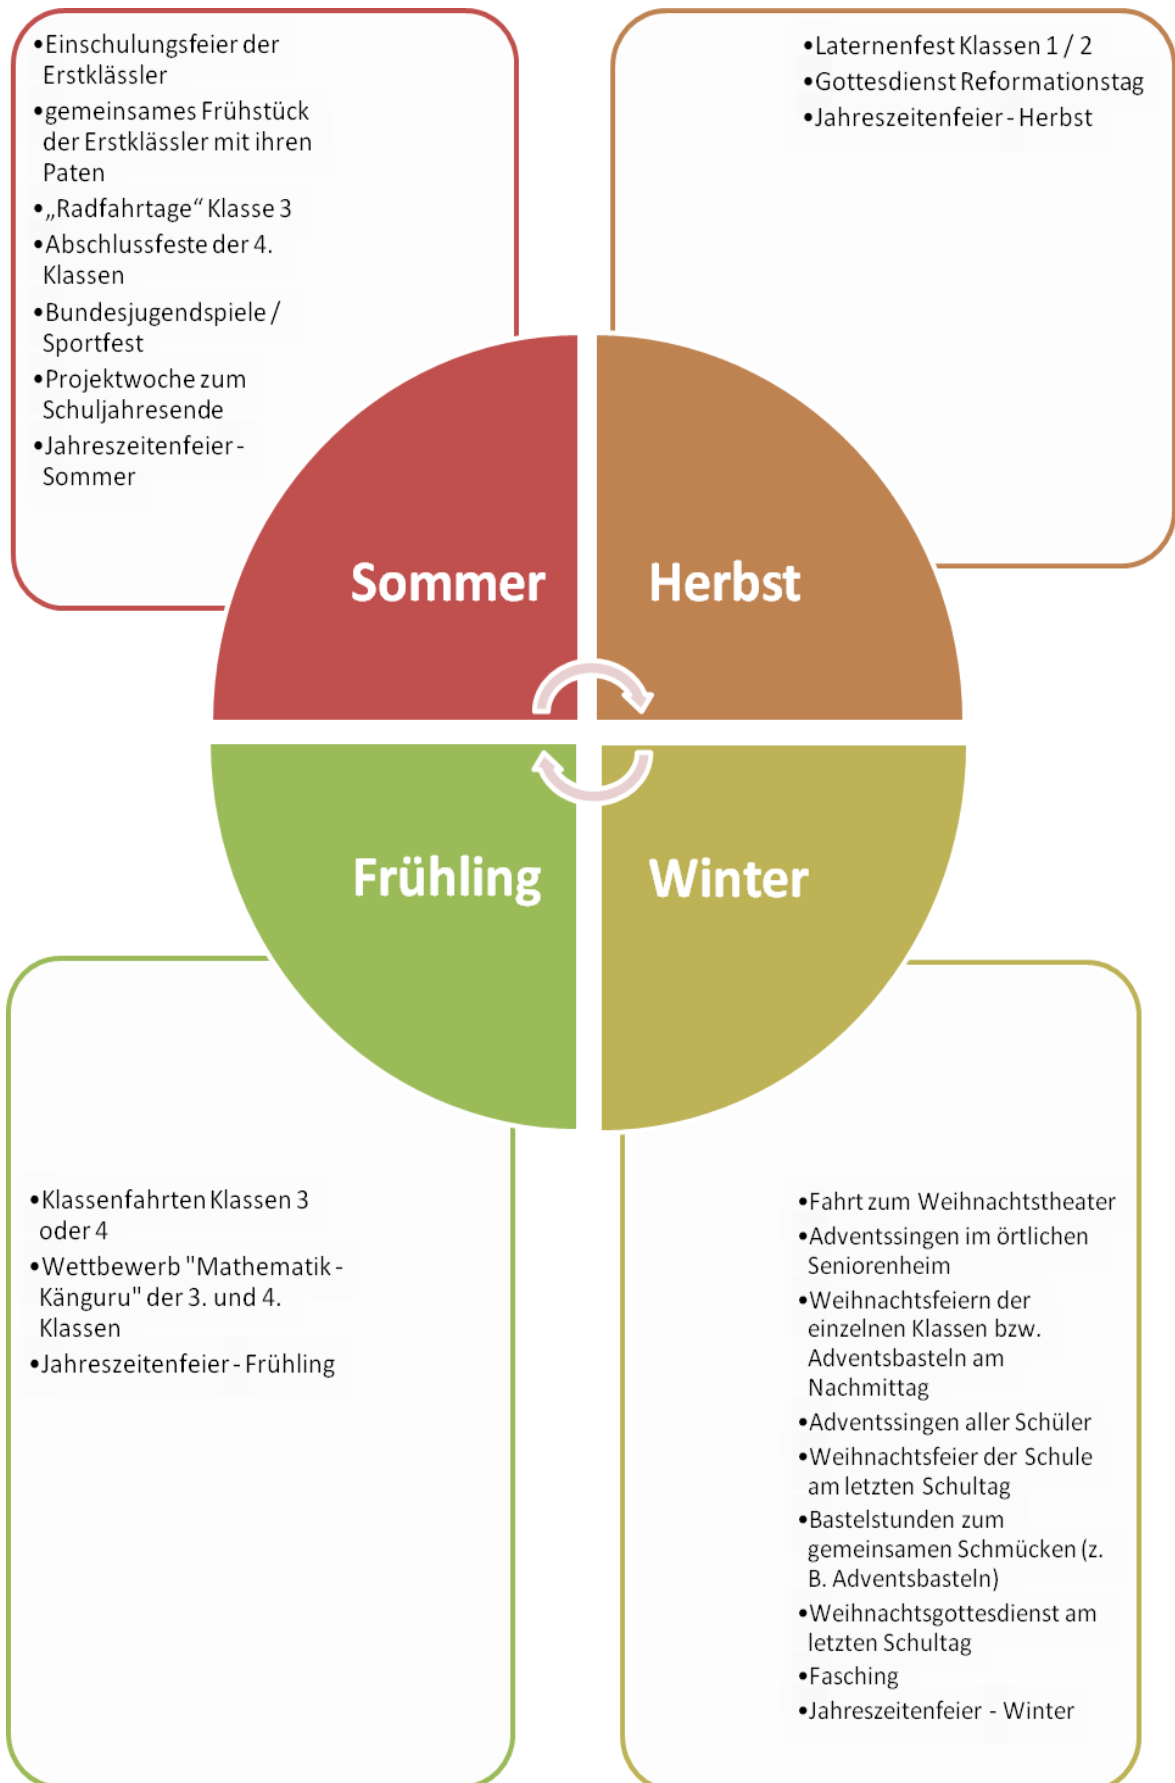 •Einschulungsfeier der
Erstklässler
•gemeinsames Frühstück
der Erstklässler mit ihren
Paten
•„Radfahrtage“ Klasse 3
•Abschlussfeste der 4.
Klassen
•Bundesjugendspiele /
Sportfest
•Projektwoche zum
Schuljahresende
•Jahreszeitenfeier -
Sommer
•Laternenfest Klassen 1 / 2
•Gottesdienst Reformationstag
•Jahreszeitenfeier - Herbst
Sommer
Herbst
Frühling
Winter
•Klassenfahrten Klassen 3
oder 4
•Wettbewerb "Mathematik -
Känguru" der 3. und 4.
Klassen
•Jahreszeitenfeier - Frühling
•Fahrt zum Weihnachtstheater
•Adventssingen im örtlichen
Seniorenheim
•Weihnachtsfeiern der
einzelnen Klassen bzw.
Adventsbasteln am
Nachmittag
•Adventssingen aller Schüler
•Weihnachtsfeier der Schule
am letzten Schultag
•Bastelstunden zum
gemeinsamen Schmücken (z.
B. Adventsbasteln)
•Weihnachtsgottesdienst am
letzten Schultag
•Fasching
•Jahreszeitenfeier - Winter